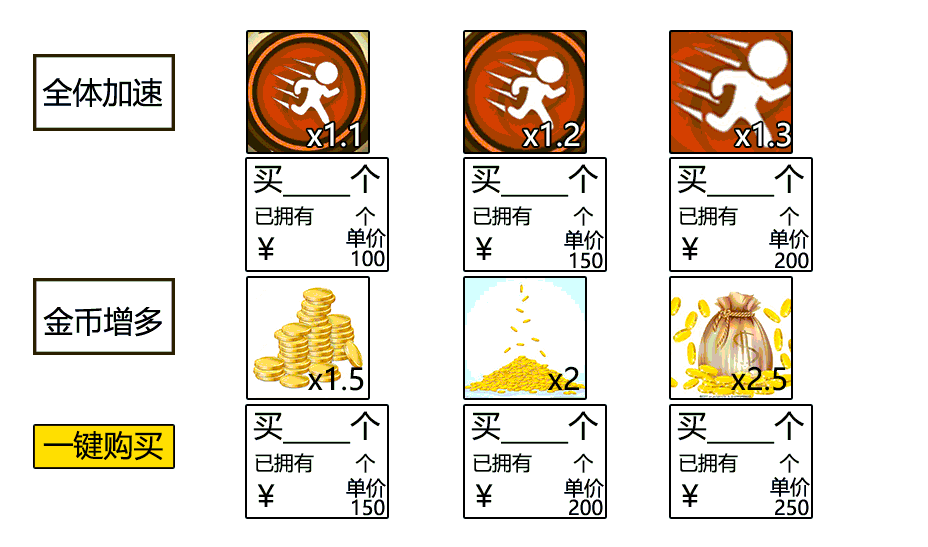 全体加速
x1.1
x1.2
x1.3
买____个
已拥有 个
¥ 单价
100
买____个
已拥有 个
¥ 单价
150
买____个
已拥有 个
¥ 单价
200
金币增多
x1.5
x2
x2.5
一键购买
买____个
已拥有 个
¥ 单价
150
买____个
已拥有 个
¥ 单价
200
买____个
已拥有 个
¥ 单价
250